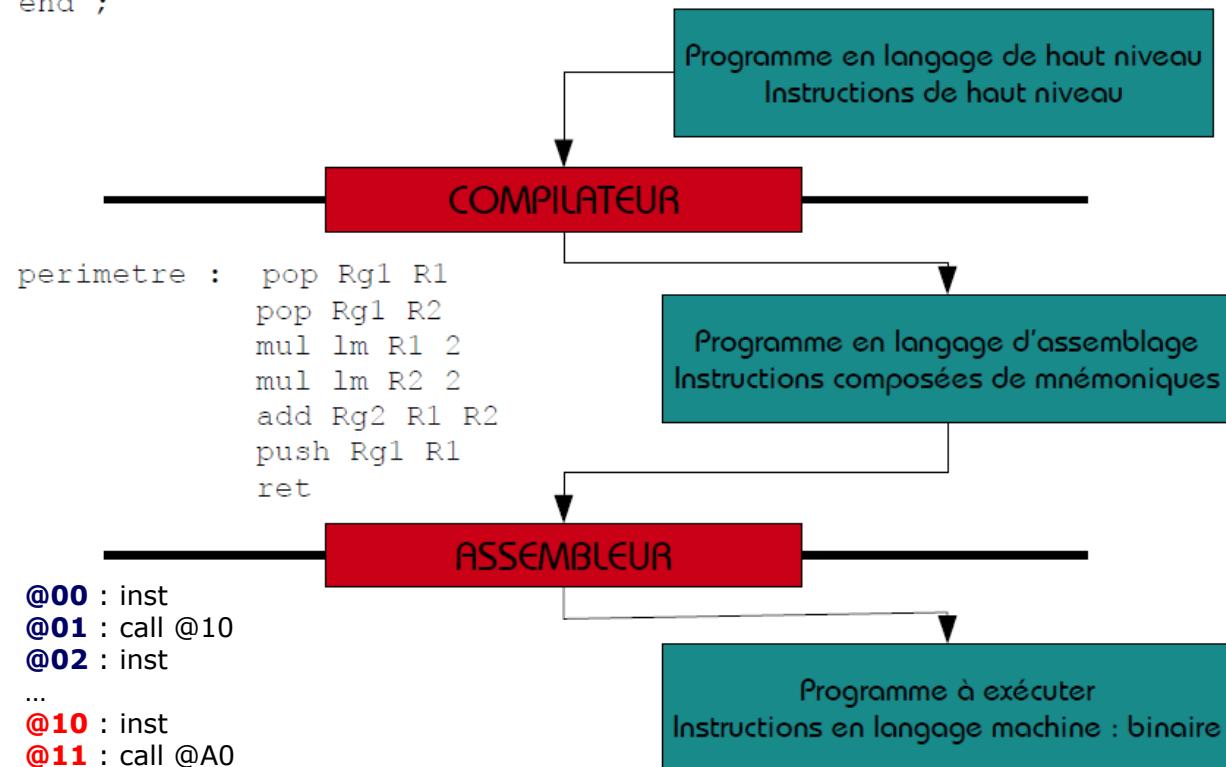 end ;
Programme en langage de haut niveau
Instructions de haut niveau
COMPILATEUR
perimetre : pop Rg1 R1
pop Rg1 R2
mul lm R1 2
mul lm R2 2
add Rg2 R1 R2
push Rg1 R1
ret
Programme en langage d'assemblage
Instructions composées de mnémoniques
ASSEMBLEUR
@00 : inst
@01 : call @10
@02 : inst
…
@10 : inst
@11 : call @A0
Programme à exécuter
Instructions en langage machine : binaire